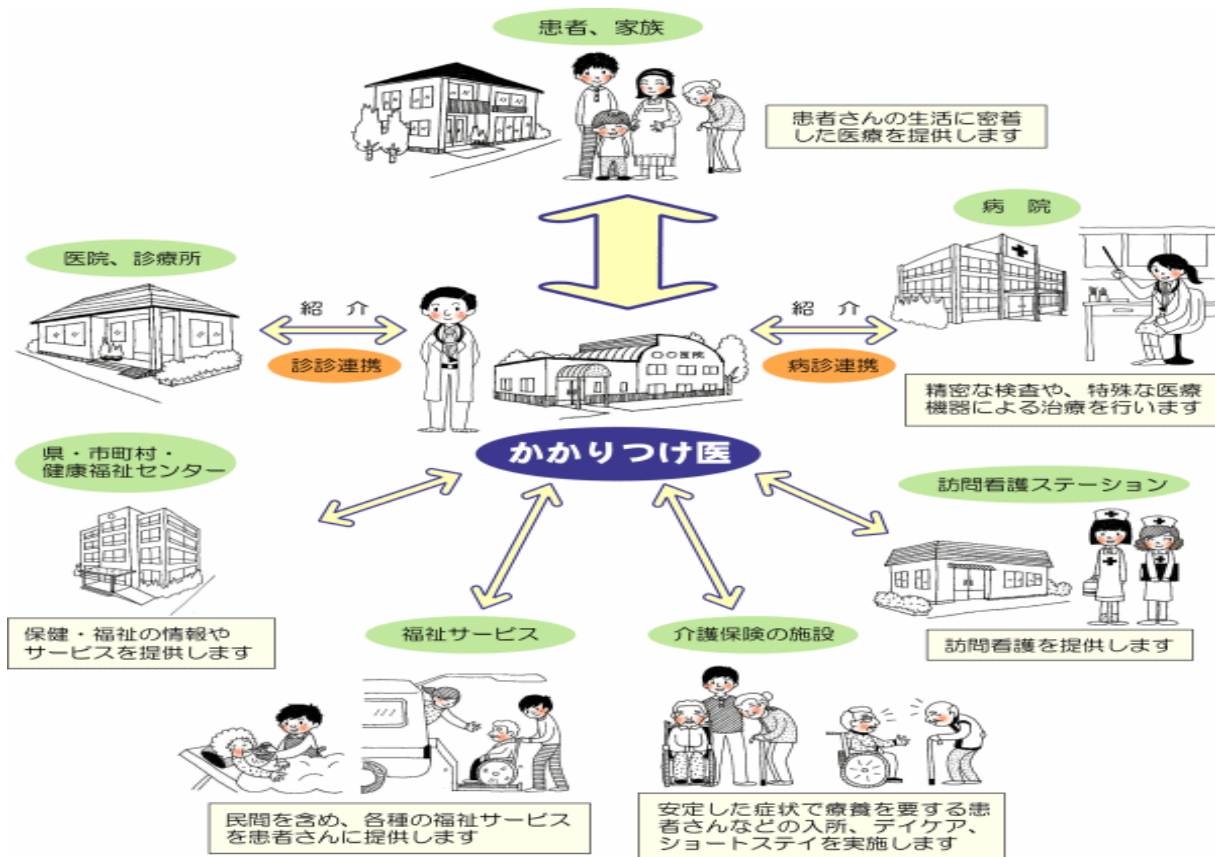 患者、家族
患者さんの生活に密着
した医療を提供します
病 院
医院、診療所
紹 介
診診連携
〇〇医院
紹 介
病診連携
精密な検査や、特殊な医療
機器による治療を行います
かかりつけ医
県・市町村・
健康福祉センター
保健・福祉の情報や
サービスを提供します
訪問看護ステーション
訪問看護を提供します
福祉サービス
民間を含め、各種の福祉サービス
を患者さんに提供します
介護保険の施設
安定した症状で療養を要する患
者さんなどの入所、デイケア、
ショートステイを実施します